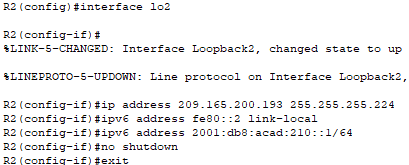 R2(config)#interface lo2
R2(config-if)#
%LINK-5-CHANGED: Interface Loopback2, changed state to up
%LINEPROTO-5-UPDOWN: Line protocol on Interface Loopback2,
R2(config-if)#ip address 209.165.200.193 255.255.255.224
R2(config-if)#ipv6 address fe80::2 link-local
R2(config-if)#ipv6 address 2001:db8:acad:210::1/64
R2(config-if)#no shutdown
R2(config-if)#exit